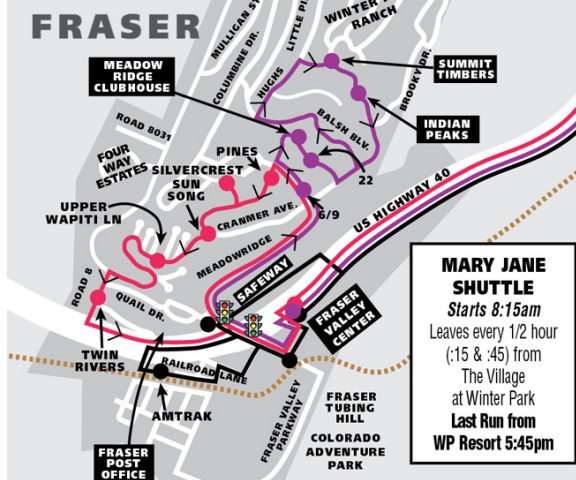 FRASER
MULLIGAN ST
COLUMBINE DR.
LITTLE PI
WINTER
RANCH
HUGHS
BROOKY DR.
SUMMIT
TIMBERS
MEADOW
RIDGE
CLUBHOUSE
INDIAN
PEAKS
BALSH BLVD.
ROAD 8031
FOUR
WAY
ESTATES
PINES
SILVERCREST
SUN
SONG
22
UPPER
WAPITI LN
CRANMER AVE.
6/9
US HIGHWAY 40
MEADOWRIDGE
SAFEWAY
ROAD 8
QUAIL DR.
FRASER
VALLEY
CENTER
TWIN
RIVERS
RAILROAD LANE
AMTRAK
FRASER
POST
OFFICE
FRASER VALLEY
PARKWAY
FRASER
TUBING
HILL
COLORADO
ADVENTURE
PARK
MARY JANE
SHUTTLE
Starts 8:15am
Leaves every 1/2 hour
(:15 & :45) from
The Village
at Winter Park
Last Run from
WP Resort 5:45pm